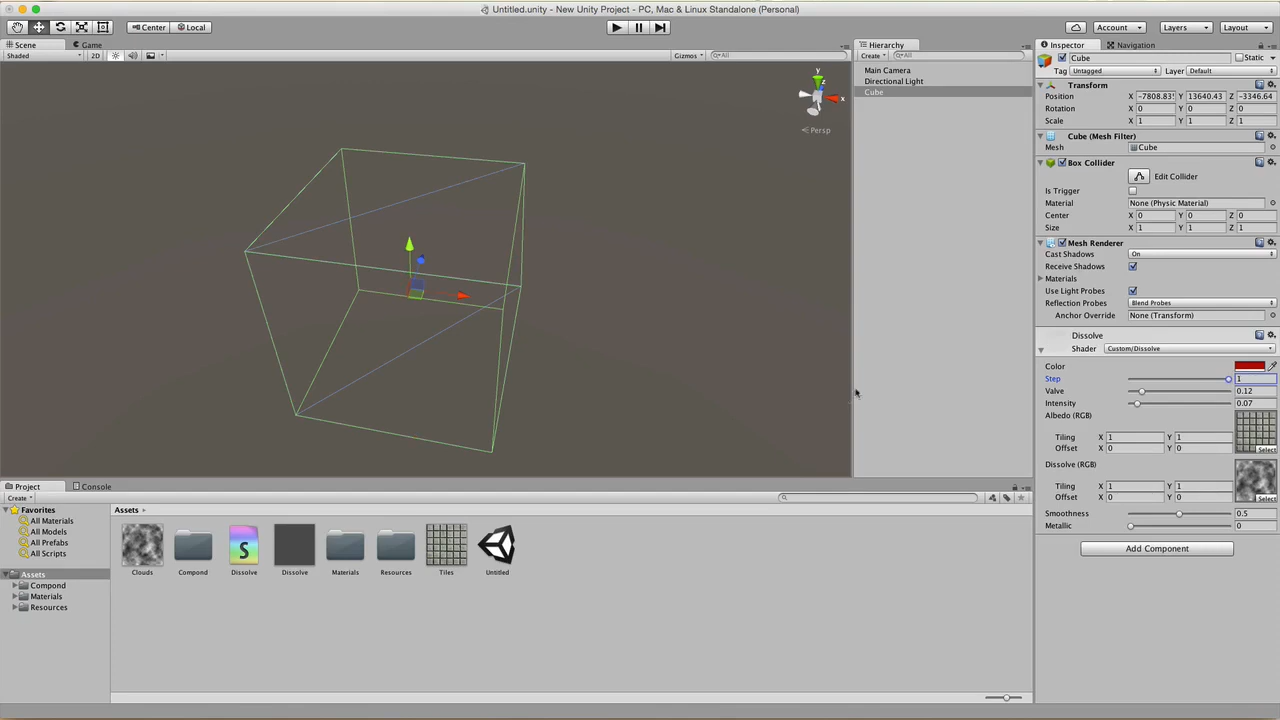 Untitled.unity - New Unity Project - PC, Mac & Linux Standalone (Personal)
Center Local Account Layers Layout
Scene Game
Shaded 2D Gizmos All
y
z
x
Persp
Hierarchy
Create All
Main Camera
Directional Light
Cube
Inspector Navigation
Cube Static
Tag Untagged Layer Default
Transform
Position X -7808.83 Y 13640.43 Z -3346.64
Rotation X 0 Y 0 Z 0
Scale X 1 Y 1 Z 1
Cube (Mesh Filter)
Mesh Cube
Box Collider
Edit Collider
Is Trigger
Material None (Physic Material)
Center X 0 Y 0 Z 0
Size X 1 Y 1 Z 1
Mesh Renderer
Cast Shadows On
Receive Shadows
Materials
Use Light Probes
Reflection Probes Blend Probes
Anchor Override None (Transform)
Dissolve
Shader Custom/Dissolve
Color
Step 1
Valve 0.12
Intensity 0.07
Albedo (RGB)
Tiling X 1 Y 1
Offset X 0 Y 0
Select
Dissolve (RGB)
Tiling X 1 Y 1
Offset X 0 Y 0
Select
Smoothness 0.5
Metallic 0
Add Component
Project Console
Create
Favorites
All Materials
All Models
All Prefabs
All Scripts
Assets
Compond
Materials
Resources
Assets
S
Clouds Compond Dissolve Dissolve Materials Resources Tiles Untitled